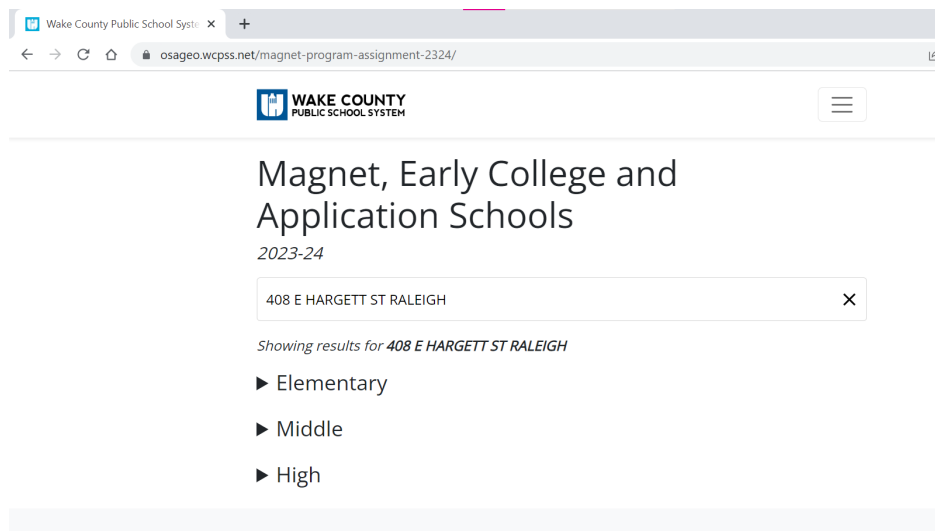 Wake County Public School Syste
osageo.wcpss.net/magnet-program-assignment-2324/
WAKE COUNTY
PUBLIC SCHOOL SYSTEM
Magnet, Early College and
Application Schools
2023-24
408 E HARGETT ST RALEIGH
Showing results for 408 E HARGETT ST RALEIGH
Elementary
Middle
High